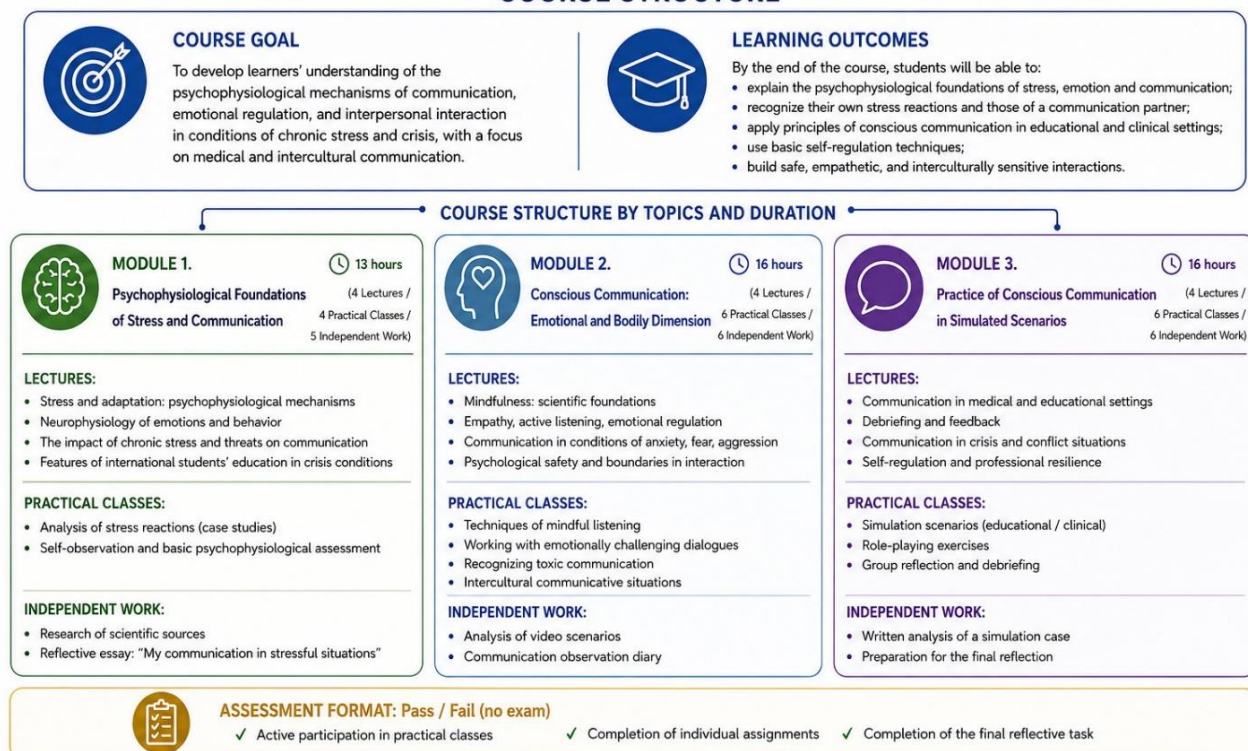 COURSE STRUCTURE
COURSE GOAL
To develop learners' understanding of the
psychophysiological mechanisms of communication,
emotional regulation, and interpersonal interaction
in conditions of chronic stress and crisis, with a focus
on medical and intercultural communication.
LEARNING OUTCOMES
By the end of the course, students will be able to:
• explain the psychophysiological foundations of stress, emotion and communication;
• recognize their own stress reactions and those of a communication partner;
• apply principles of conscious communication in educational and clinical settings;
• use basic self-regulation techniques;
• build safe, empathetic, and interculturally sensitive interactions.
COURSE STRUCTURE BY TOPICS AND DURATION
MODULE 1.
13 hours
Psychophysiological Foundations
of Stress and Communication
(4 Lectures /
4 Practical Classes /
5 Independent Work)
LECTURES:
• Stress and adaptation: psychophysiological mechanisms
• Neurophysiology of emotions and behavior
• The impact of chronic stress and threats on communication
• Features of international students' education in crisis conditions
PRACTICAL CLASSES:
• Analysis of stress reactions (case studies)
• Self-observation and basic psychophysiological assessment
INDEPENDENT WORK:
• Research of scientific sources
• Reflective essay: "My communication in stressful situations"
MODULE 2.
16 hours
Conscious Communication:
Emotional and Bodily Dimension
(4 Lectures /
6 Practical Classes /
6 Independent Work)
LECTURES:
• Mindfulness: scientific foundations
• Empathy, active listening, emotional regulation
• Communication in conditions of anxiety, fear, aggression
• Psychological safety and boundaries in interaction
PRACTICAL CLASSES:
• Techniques of mindful listening
• Working with emotionally challenging dialogues
• Recognizing toxic communication
• Intercultural communicative situations
INDEPENDENT WORK:
• Analysis of video scenarios
• Communication observation diary
MODULE 3.
16 hours
Practice of Conscious Communication
in Simulated Scenarios
(4 Lectures /
6 Practical Classes /
6 Independent Work)
LECTURES:
• Communication in medical and educational settings
• Debriefing and feedback
• Communication in crisis and conflict situations
• Self-regulation and professional resilience
PRACTICAL CLASSES:
• Simulation scenarios (educational / clinical)
• Role-playing exercises
• Group reflection and debriefing
INDEPENDENT WORK:
• Written analysis of a simulation case
• Preparation for the final reflection
ASSESSMENT FORMAT: Pass / Fail (no exam)
✓ Active participation in practical classes
✓ Completion of individual assignments
✓ Completion of the final reflective task